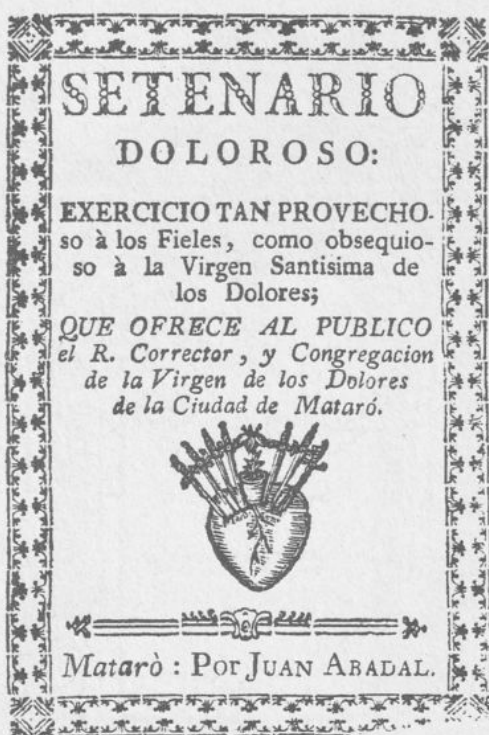 SETENARIO
DOLOROSO:
EXERCICIO TAN PROVECHO-
so à los Fieles, como obsequio-
so à la Virgen Santisima de
los Dolores;
QUE OFRECE AL PUBLICO
el R. Corrector, y Congregacion
de la Virgen de los Dolores
de la Ciudad de Mataró.
Matarò: Por JUAN ABADAL.